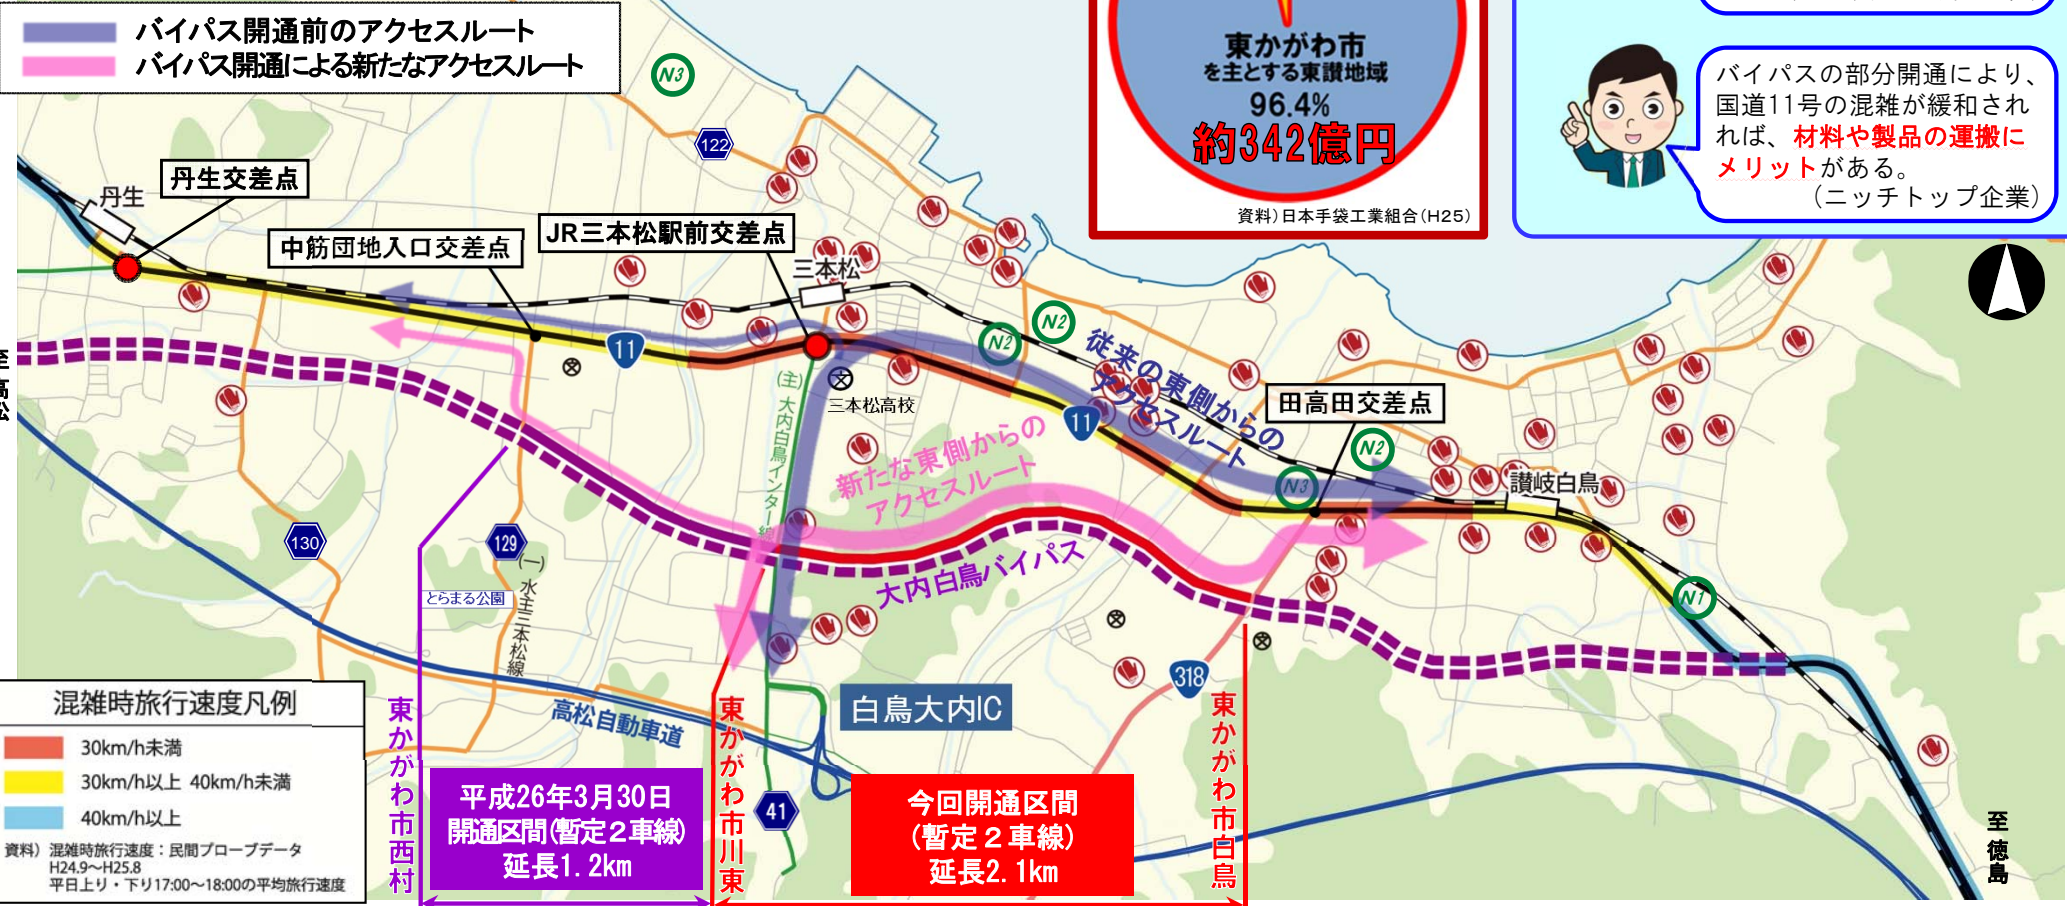 バイパス開通前のアクセスルート
バイパス開通による新たなアクセスルート
東かがわ市
を主とする東讃地域
96.4%
約342億円
資料)日本手袋工業組合(H25)
バイパスの部分開通により、
国道11号の混雑が緩和され
れば、材料や製品の運搬に
メリットがある。
(ニッチトップ企業)
N3
122
丹生
丹生交差点
中筋団地入口交差点
JR三本松駅前交差点
三本松
11
N2
N2
(主)大内白鳥インター線
三本松高校
従来の東側からの
アクセスルート
11
田高田交差点
N2
N3
讃岐白鳥
新たな東側からの
アクセスルート
大内白鳥バイパス
N1
至高松
130
129
(一)水主三本松線
とらまる公園
318
高松自動車道
白鳥大内IC
41
至徳島
東かがわ市西村
東かがわ市川東
東かがわ市白鳥
平成26年3月30日
開通区間(暫定2車線)
延長1.2km
今回開通区間
(暫定2車線)
延長2.1km
混雑時旅行速度凡例
30km/h未満
30km/h以上 40km/h未満
40km/h以上
資料) 混雑時旅行速度：民間プローブデータ
H24.9〜H25.8
平日上り・下り17:00〜18:00の平均旅行速度